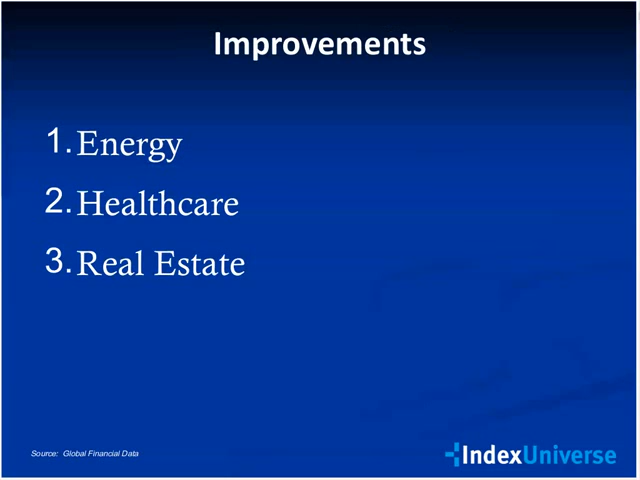 Improvements
1. Energy
2. Healthcare
3. Real Estate
Source: Global Financial Data
IndexUniverse